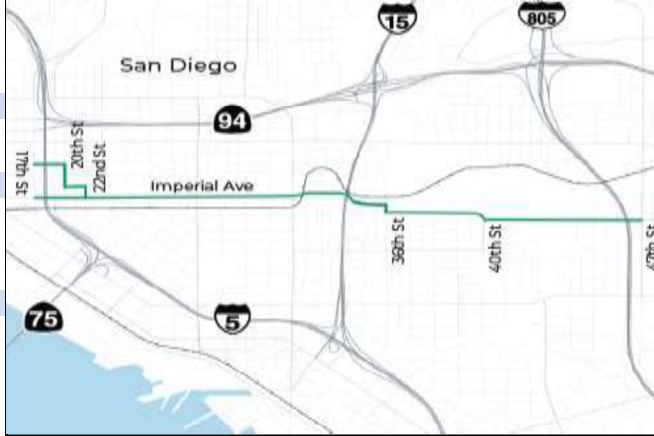 15
805
San Diego
94
17th St
20th St
22nd St
Imperial Ave
36th St
40th St
75
5